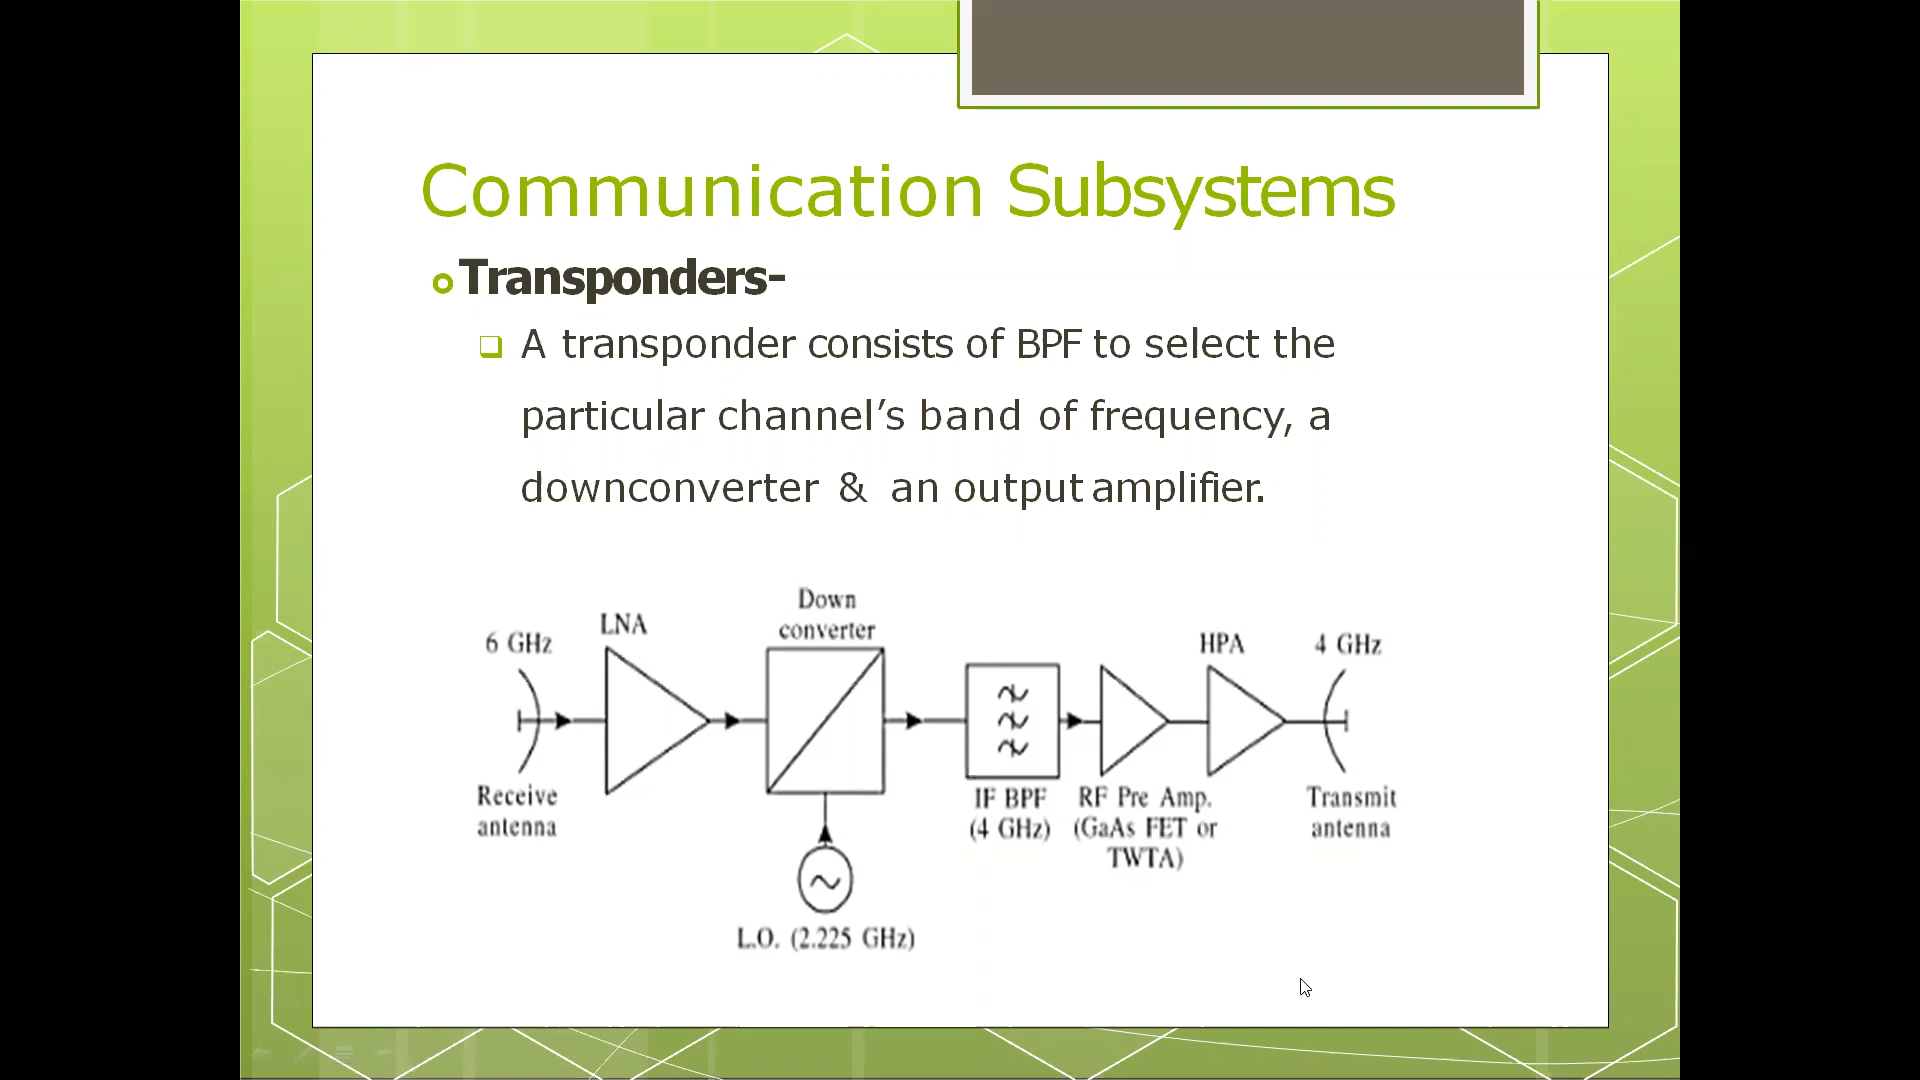 Communication Subsystems
Transponders-
A transponder consists of BPF to select the
particular channel’s band of frequency, a
downconverter & an output amplifier.
Down
converter
LNA
6 GHz
HPA
4 GHz
Receive
antenna
IF BPF
(4 GHz)
RF Pre Amp.
(GaAs FET or
TWTA)
Transmit
antenna
L.O. (2.225 GHz)